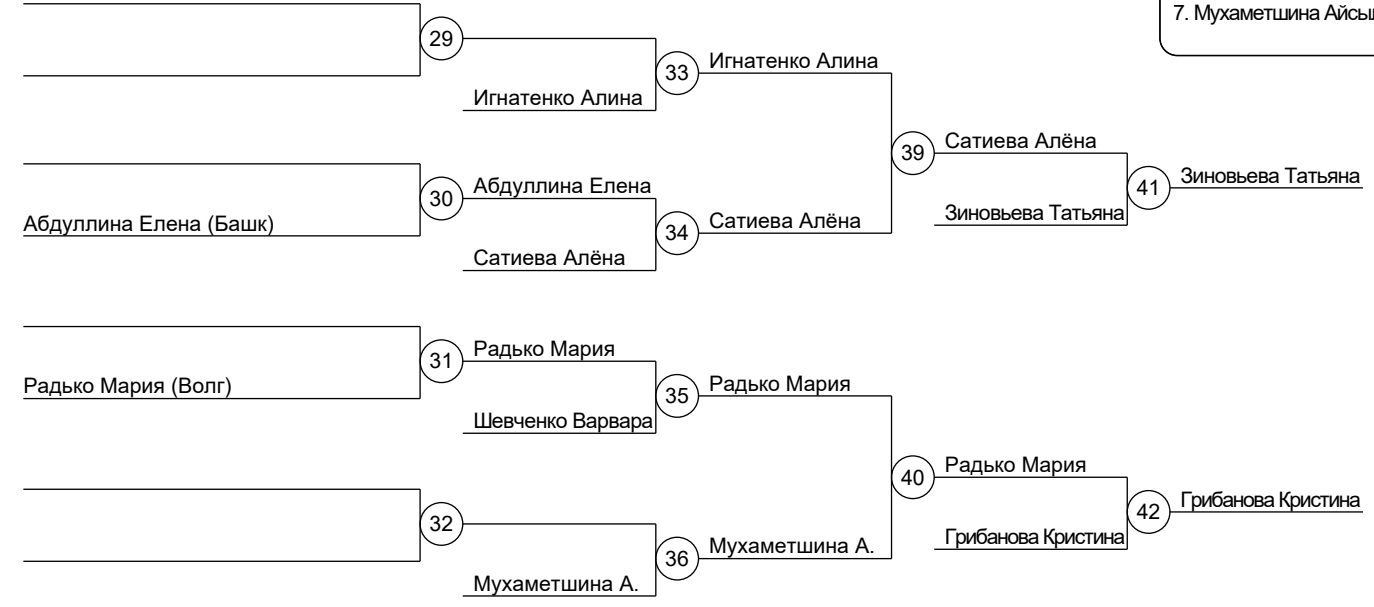 7. Мухаметшина
29
Игнатенко Алина
33
Игнатенко Алина
39
Сатиева Алёна
Абдуллина Елена
30
Абдуллина Елена (Башк)
34
Сатиева Алёна
Сатиева Алёна
Зиновьева Татьяна
41
Зиновьева Татьяна
31
Радько Мария
Радько Мария (Волг)
Шевченко Варвара
35
Радько Мария
40
Радько Мария
32
Мухаметшина А.
36
Мухаметшина А.
Грибанова Кристина
42
Грибанова Кристина